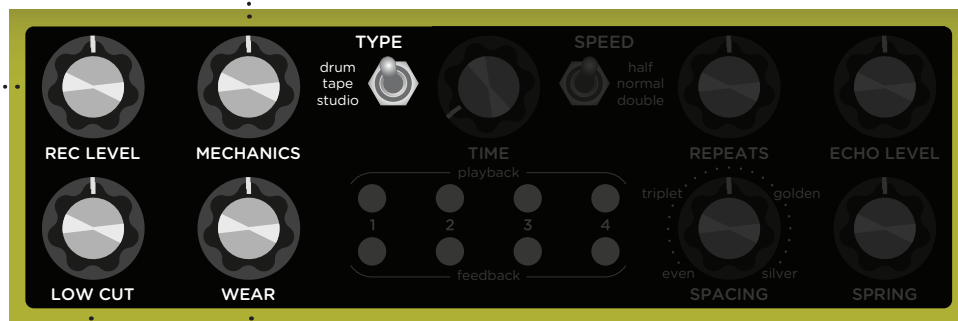 TYPE
SPEED
drum
tape
studio
half
normal
double
REC LEVEL
MECHANICS
TIME
REPEATS
ECHO LEVEL
playback
triplet
golden
1
2
3
4
even
silver
feedback
LOW CUT
WEAR
SPACING
SPRING